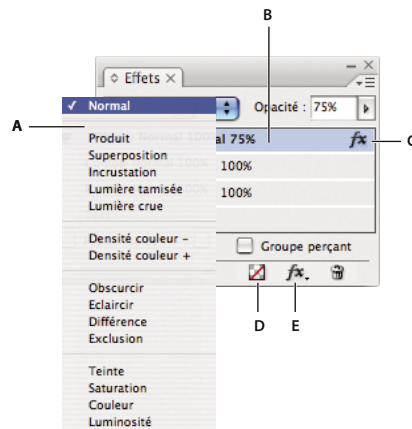 B
Effets
Normal
Opacité : 75%
A
Produit
al 75%
fx
C
Superposition
Incrustation
100%
Lumière tamisée
100%
Lumière crue
Densité couleur –
Groupe perçant
Densité couleur +
fx.
Obscurcir
Eclaircir
Différence
Exclusion
D
E
Teinte
Saturation
Couleur
Luminosité